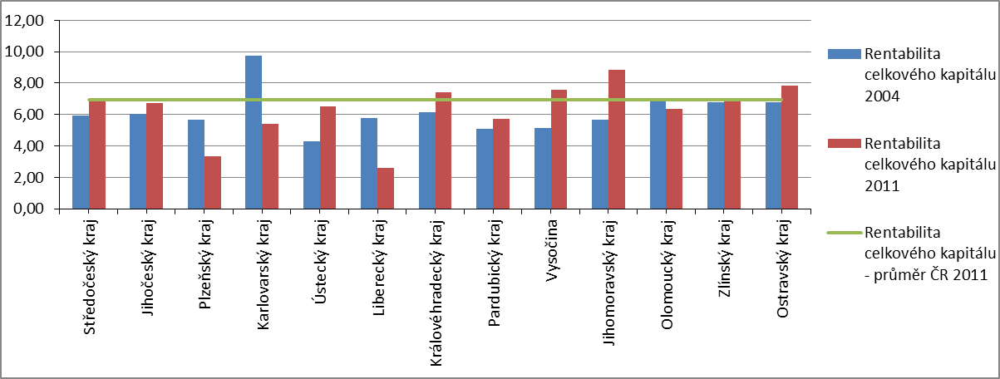 12,00
10,00
8,00
6,00
4,00
2,00
0,00
Středočeský kraj
Jihočeský kraj
Plzeňský kraj
Karlovarský kraj
Ústecký kraj
Liberecký kraj
Královéhradecký kraj
Pardubický kraj
Vysočina
Jihomoravský kraj
Olomoucký kraj
Zlínský kraj
Ostravský kraj
Rentabilita
celkového kapitálu
2004
Rentabilita
celkového kapitálu
2011
Rentabilita
celkového kapitálu
- průměr ČR 2011